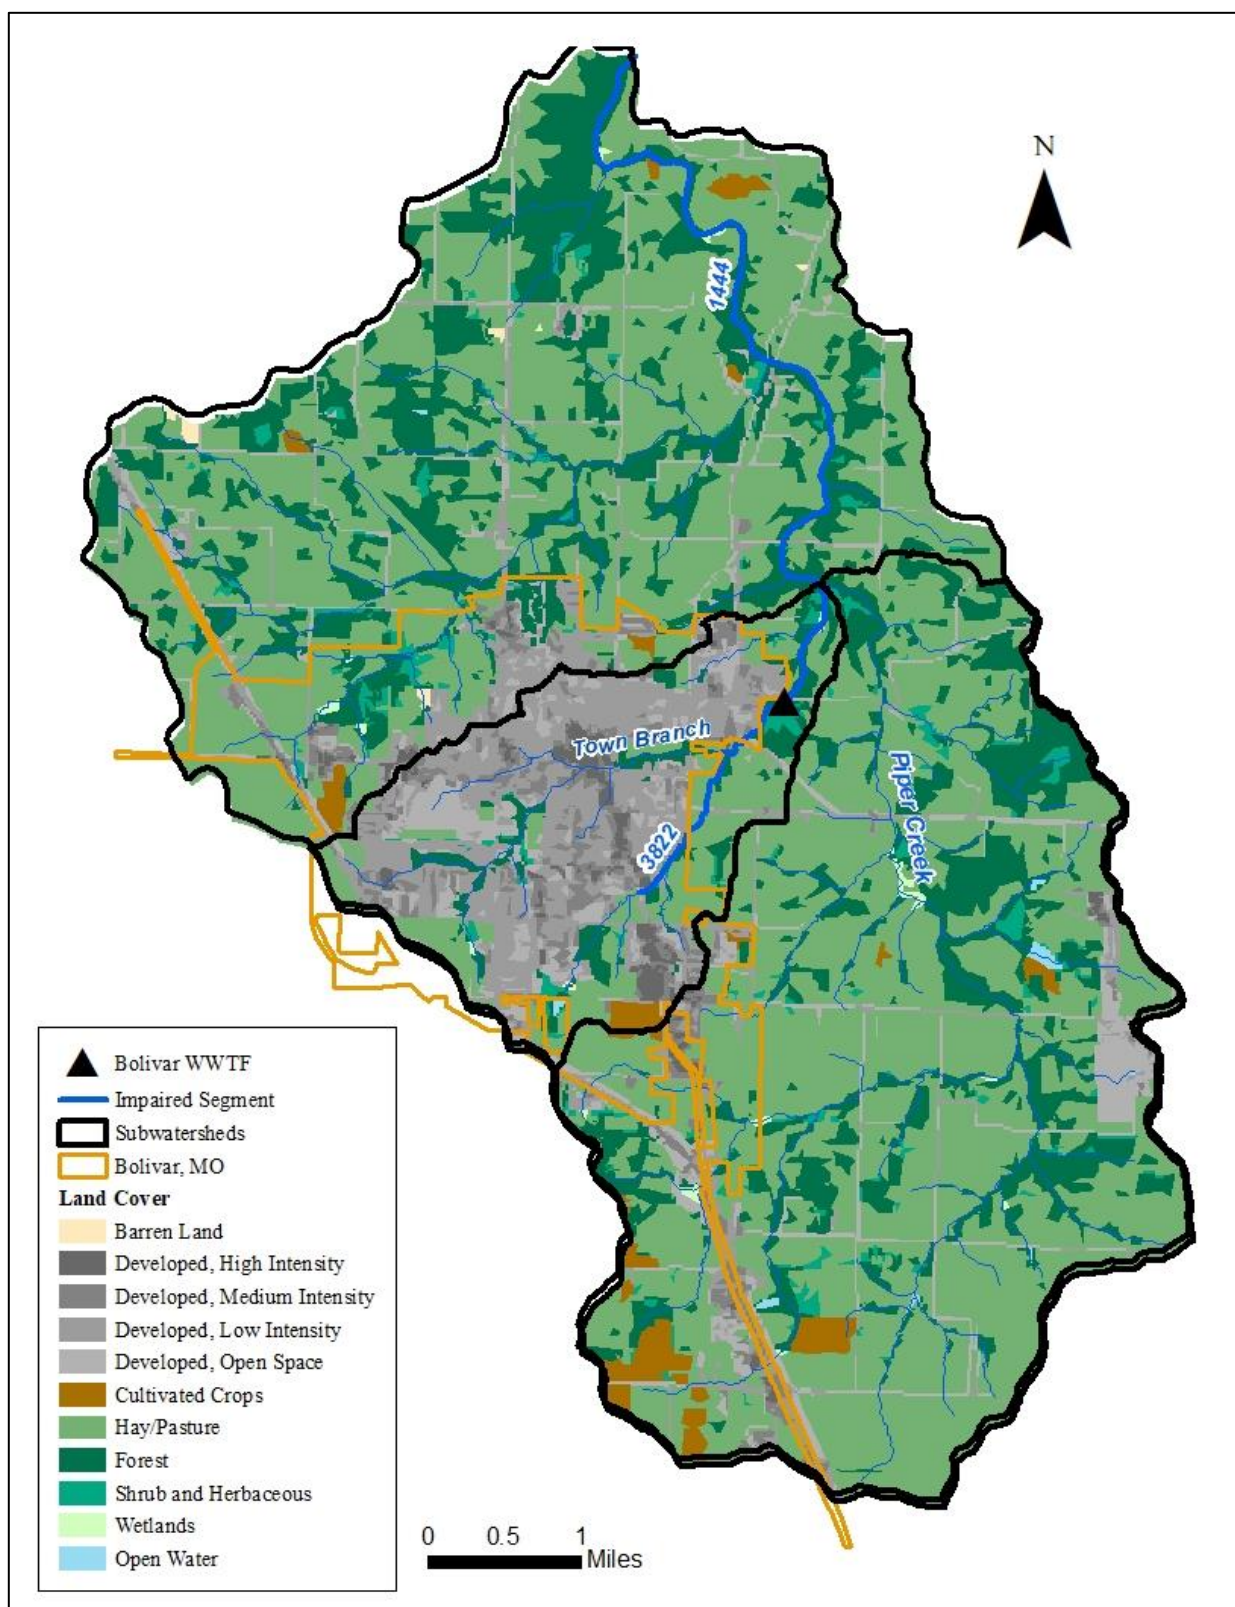 N
1444
Town Branch
Piper Creek
3822
Bolivar WWTF
Impaired Segment
Subwatersheds
Bolivar, MO
Land Cover
Barren Land
Developed, High Intensity
Developed, Medium Intensity
Developed, Low Intensity
Developed, Open Space
Cultivated Crops
Hay/Pasture
Forest
Shrub and Herbaceous
Wetlands
Open Water
0 0.5 1
Miles